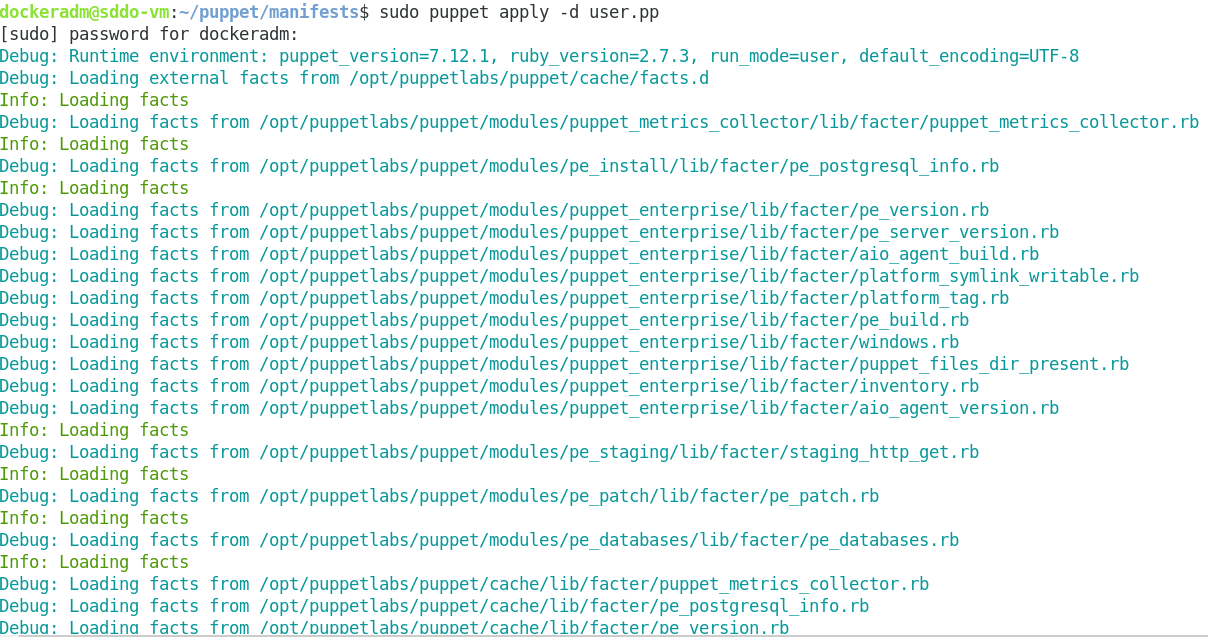 dockeradm@sddo-vm:~/puppet/manifests$ sudo puppet apply -d user.pp
[sudo] password for dockeradm:
Debug: Runtime environment: puppet_version=7.12.1, ruby_version=2.7.3, run_mode=user, default_encoding=UTF-8
Debug: Loading external facts from /opt/puppetlabs/puppet/cache/facts.d
Info: Loading facts
Debug: Loading facts from /opt/puppetlabs/puppet/modules/puppet_metrics_collector/lib/facter/puppet_metrics_collector.rb
Info: Loading facts
Debug: Loading facts from /opt/puppetlabs/puppet/modules/pe_install/lib/facter/pe_postgresql_info.rb
Info: Loading facts
Debug: Loading facts from /opt/puppetlabs/puppet/modules/puppet_enterprise/lib/facter/pe_version.rb
Debug: Loading facts from /opt/puppetlabs/puppet/modules/puppet_enterprise/lib/facter/pe_server_version.rb
Debug: Loading facts from /opt/puppetlabs/puppet/modules/puppet_enterprise/lib/facter/aio_agent_build.rb
Debug: Loading facts from /opt/puppetlabs/puppet/modules/puppet_enterprise/lib/facter/platform_symlink_writable.rb
Debug: Loading facts from /opt/puppetlabs/puppet/modules/puppet_enterprise/lib/facter/platform_tag.rb
Debug: Loading facts from /opt/puppetlabs/puppet/modules/puppet_enterprise/lib/facter/pe_build.rb
Debug: Loading facts from /opt/puppetlabs/puppet/modules/puppet_enterprise/lib/facter/windows.rb
Debug: Loading facts from /opt/puppetlabs/puppet/modules/puppet_enterprise/lib/facter/puppet_files_dir_present.rb
Debug: Loading facts from /opt/puppetlabs/puppet/modules/puppet_enterprise/lib/facter/inventory.rb
Debug: Loading facts from /opt/puppetlabs/puppet/modules/puppet_enterprise/lib/facter/aio_agent_version.rb
Info: Loading facts
Debug: Loading facts from /opt/puppetlabs/puppet/modules/pe_staging/lib/facter/staging_http_get.rb
Info: Loading facts
Debug: Loading facts from /opt/puppetlabs/puppet/modules/pe_patch/lib/facter/pe_patch.rb
Info: Loading facts
Debug: Loading facts from /opt/puppetlabs/puppet/modules/pe_databases/lib/facter/pe_databases.rb
Info: Loading facts
Debug: Loading facts from /opt/puppetlabs/puppet/cache/lib/facter/puppet_metrics_collector.rb
Debug: Loading facts from /opt/puppetlabs/puppet/cache/lib/facter/pe_postgresql_info.rb
Debug: Loading facts from /opt/puppetlabs/puppet/cache/lib/facter/pe_version.rb